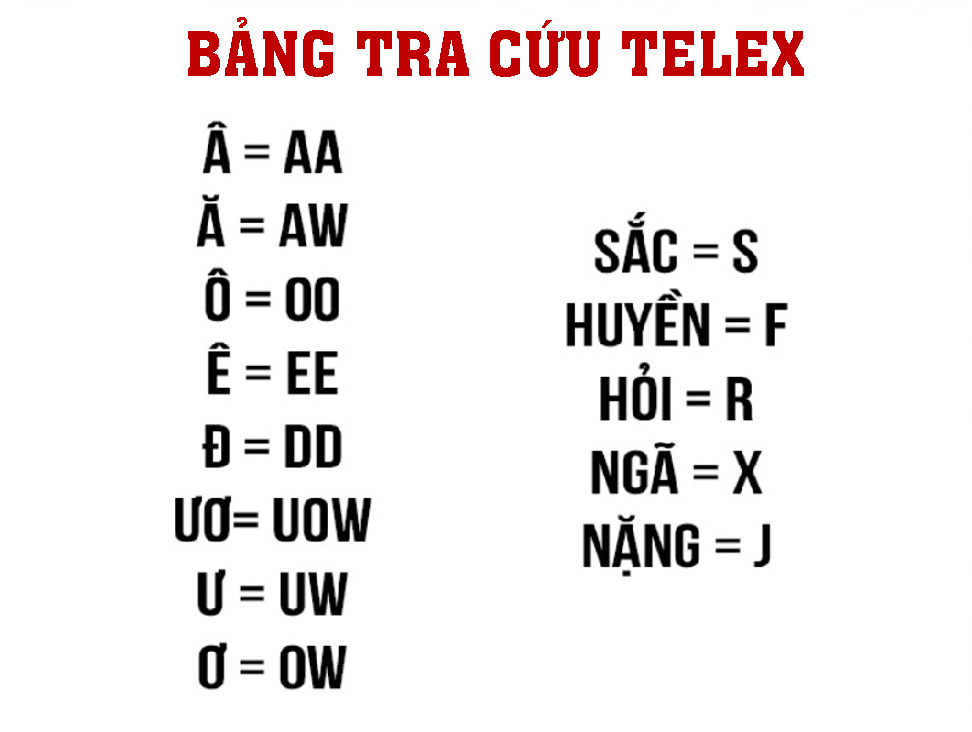 BẢNG TRA CỨU TELEX
Â = AA
Ă = AW
Ô = OO
Ê = EE
Đ = DD
ƯƠ= UOW
Ư = UW
Ơ = OW
SẮC = S
HUYỀN = F
HỎI = R
NGÃ = X
NẶNG = J